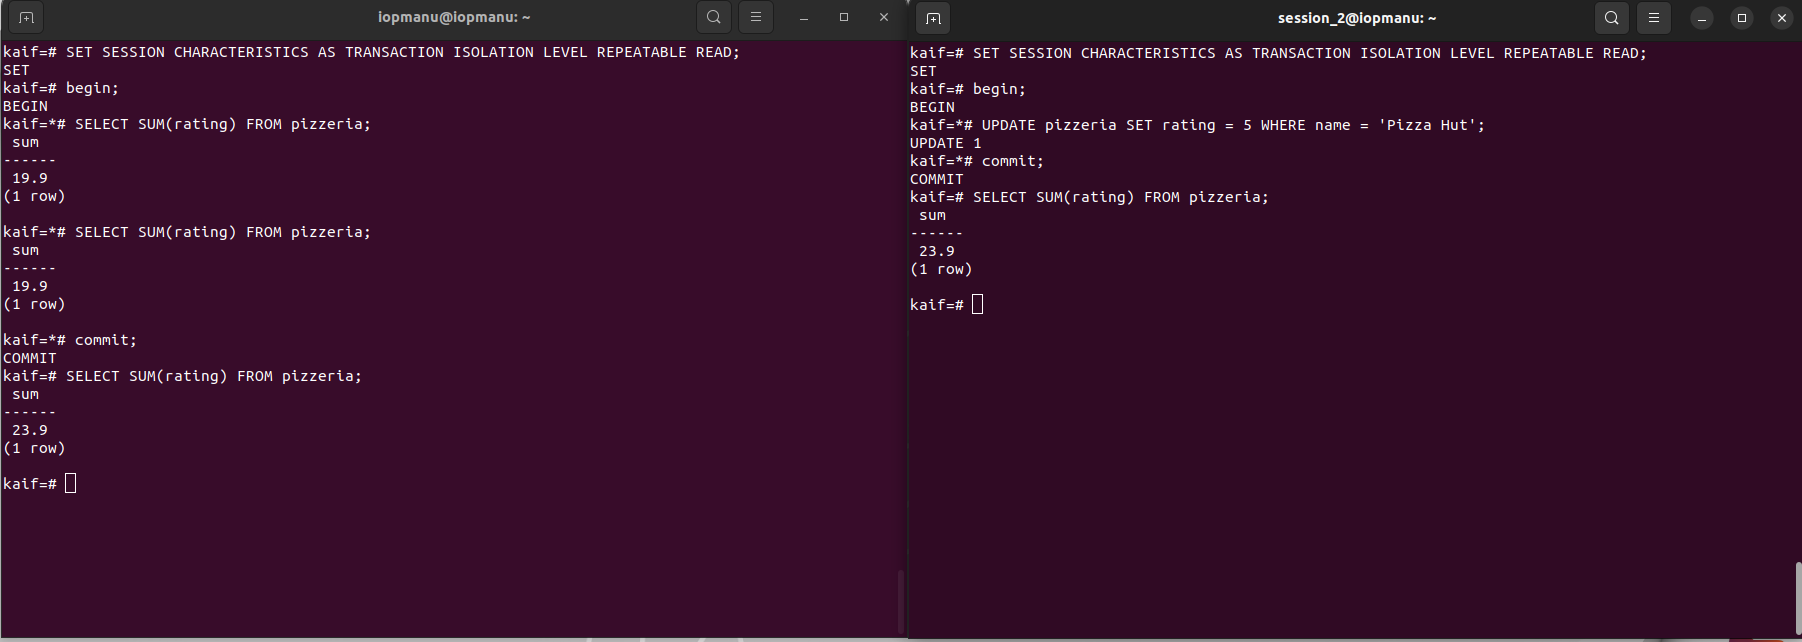 iopmanu@iopmanu: ~
kaif=# SET SESSION CHARACTERISTICS AS TRANSACTION ISOLATION LEVEL REPEATABLE READ;
SET
kaif=# begin;
BEGIN
kaif=*# SELECT SUM(rating) FROM pizzeria;
 sum
------
 19.9
(1 row)

kaif=*# SELECT SUM(rating) FROM pizzeria;
 sum
------
 19.9
(1 row)

kaif=*# commit;
COMMIT
kaif=# SELECT SUM(rating) FROM pizzeria;
 sum
------
 23.9
(1 row)

kaif=#
session_2@iopmanu: ~
kaif=# SET SESSION CHARACTERISTICS AS TRANSACTION ISOLATION LEVEL REPEATABLE READ;
SET
kaif=# begin;
BEGIN
kaif=*# UPDATE pizzeria SET rating = 5 WHERE name = 'Pizza Hut';
UPDATE 1
kaif=*# commit;
COMMIT
kaif=# SELECT SUM(rating) FROM pizzeria;
 sum
------
 23.9
(1 row)

kaif=#